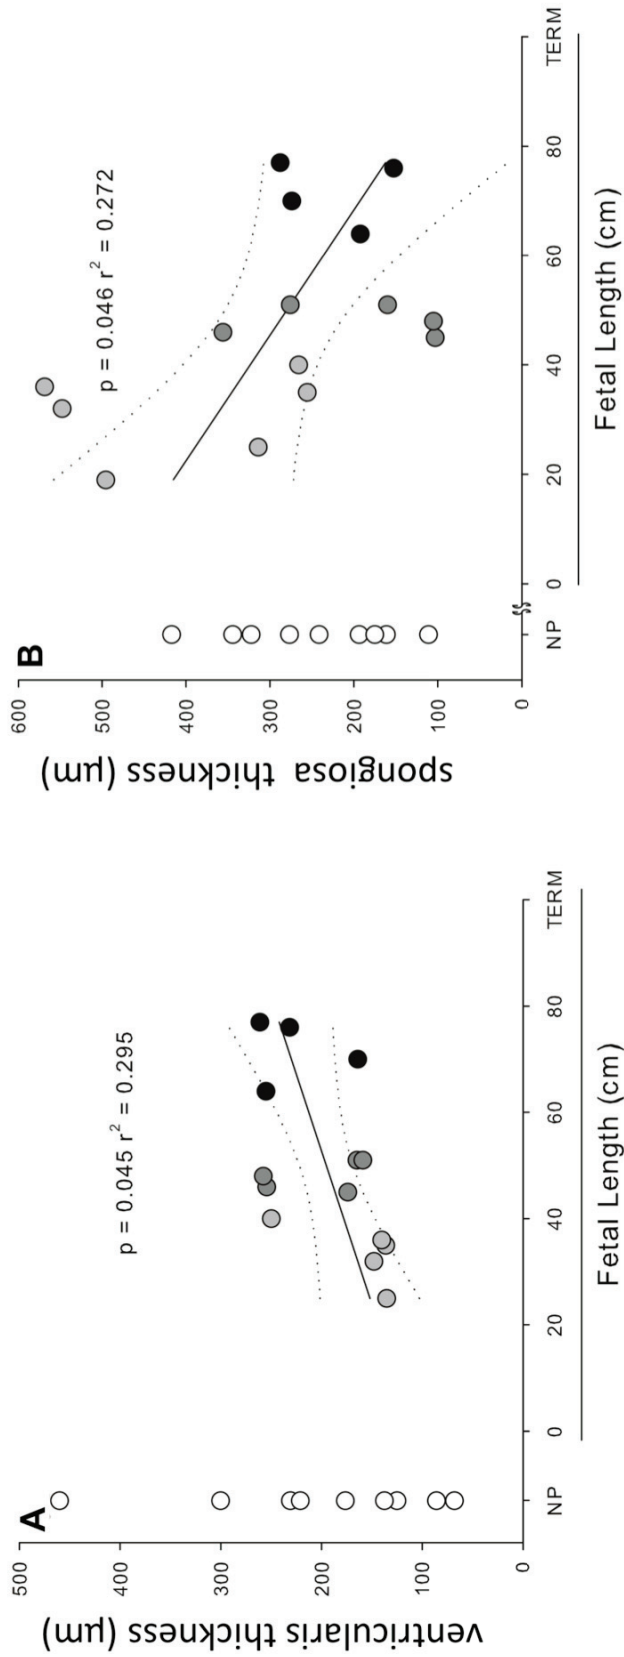 A
p = 0.045 r² = 0.295
ventricularis thickness (µm)
500
400
300
200
100
0
NP 0 20 40 60 80 TERM
Fetal Length (cm)
B
p = 0.046 r² = 0.272
spongiosa thickness (µm)
600
500
400
300
200
100
0
NP 0 20 40 60 80 TERM
Fetal Length (cm)